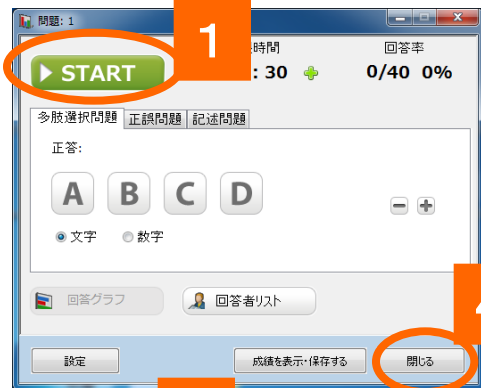 問題: 1
1
時間
回答率
START
: 30
0/40 0%
多肢選択問題 正誤問題 記述問題
正答:
A B C D
文字 数字
回答グラフ 回答者リスト
設定 成績を表示・保存する 閉じる